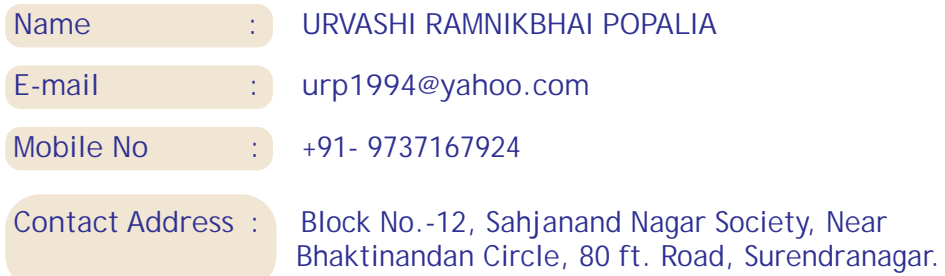 Name : URVASHI RAMNIKBHAI POPALIA
E-mail : urp1994@yahoo.com
Mobile No : +91- 9737167924
Contact Address : Block No.-12, Sahjanand Nagar Society, Near
Bhaktinandan Circle, 80 ft. Road, Surendranagar.